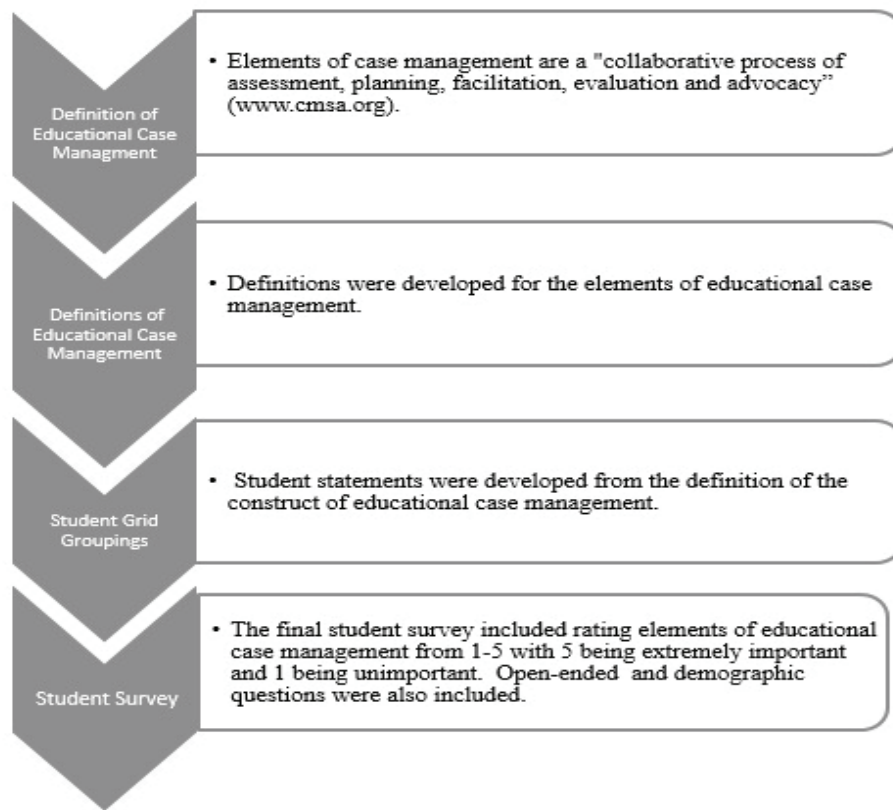 Definition of
Educational Case
Managment
• Elements of case management are a "collaborative process of
assessment, planning, facilitation, evaluation and advocacy”
(www.cmsa.org).
Definitions of
Educational Case
Management
• Definitions were developed for the elements of educational case
management.
Student Grid
Groupings
• Student statements were developed from the definition of the
construct of educational case management.
Student Survey
• The final student survey included rating elements of educational
case management from 1-5 with 5 being extremely important
and 1 being unimportant. Open-ended and demographic
questions were also included.